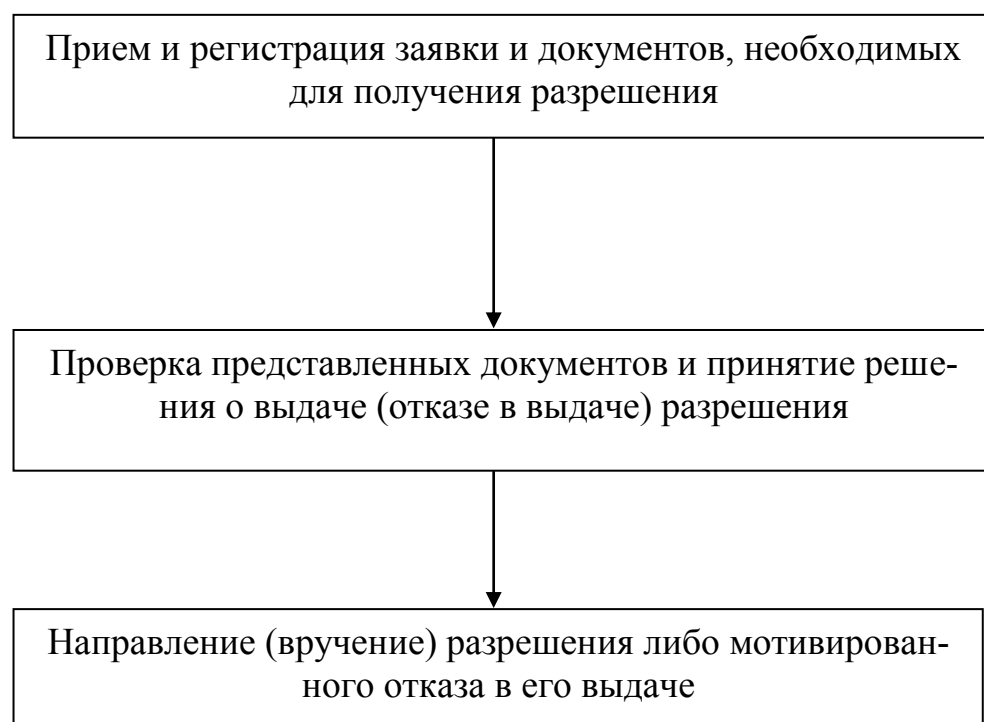 Прием и регистрация заявки и документов, необходимых
для получения разрешения
Проверка представленных документов и принятие реше-
ния о выдаче (отказе в выдаче) разрешения
Направление (вручение) разрешения либо мотивирован-
ного отказа в его выдаче